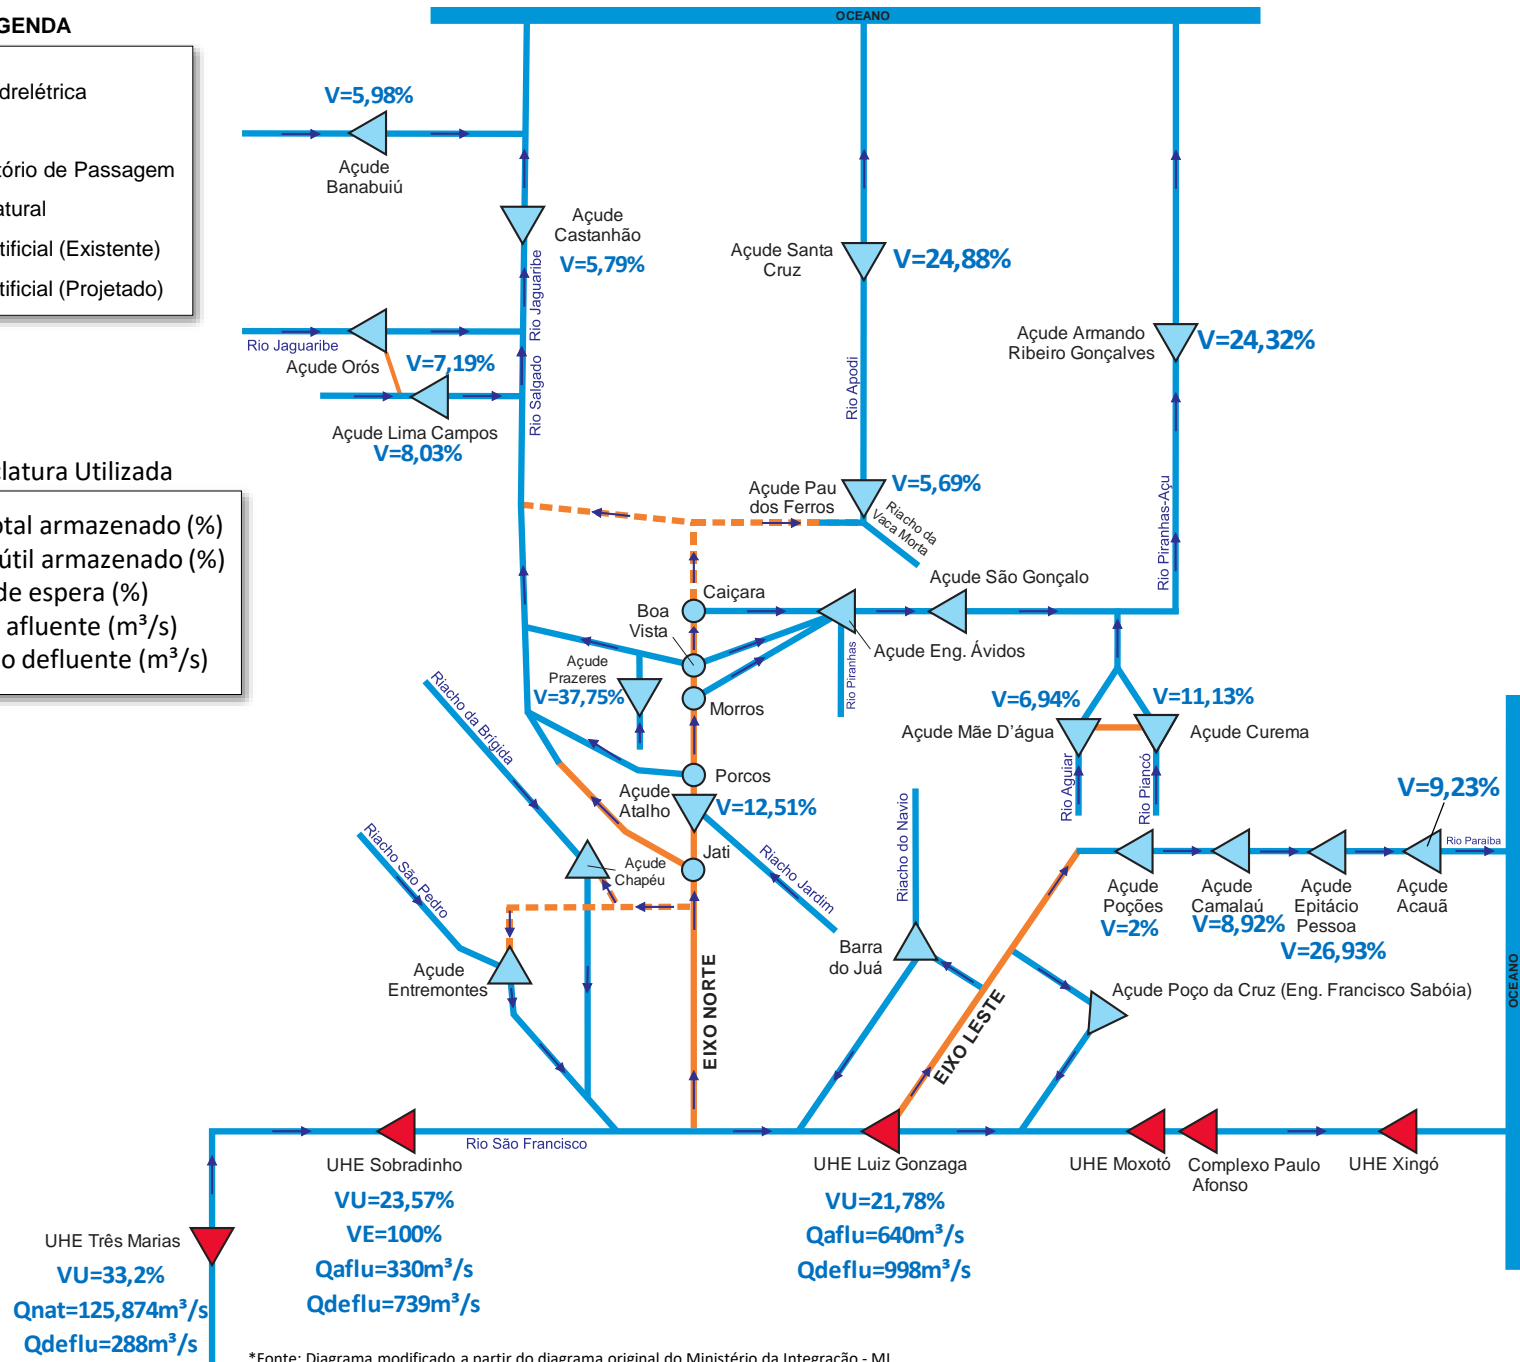 OCEANO
GENDA
drelétrica
tório de Passagem
atural
tificial (Existente)
tificial (Projetado)
V=5,98%
Açude
Banabuiú
Açude
Castanhão
V=5,79%
Rio Jaguaribe
Açude Santa
Cruz
V=24,88%
Rio Apodi
Açude Armando
Ribeiro Gonçalves
V=24,32%
Rio Jaguaribe
Açude Orós
V=7,19%
Rio Salgado
Açude Lima Campos
V=8,03%
clatura Utilizada
otal armazenado (%)
útil armazenado (%)
de espera (%)
afluente (m³/s)
o defluente (m³/s)
Açude Pau
dos Ferros
V=5,69%
Riacho da
Vaca Morta
Rio Piranhas-Açu
Açude São Gonçalo
Caiçara
Boa
Vista
Açude Eng. Ávidos
Rio Piranhas
Açude
Prazeres
V=37,75%
Morros
Riacho da Brígida
V=6,94%
V=11,13%
Açude Mãe D'água
Açude Curema
Rio Aguiar
Rio Piancó
Porcos
Açude
Atalho
V=12,51%
Jati
Riacho Jardim
Riacho do Navio
V=9,23%
Rio Paraiba
Riacho São Pedro
Açude
Chapéu
Açude
Poções
V=2%
Açude
Camalaú
V=8,92%
Açude
Epitácio
Pessoa
V=26,93%
Açude
Acauã
Açude
Entremontes
Barra
do Juá
Açude Poço da Cruz (Eng. Francisco Sabóia)
EIXO NORTE
EIXO LESTE
OCEANO
Rio São Francisco
UHE Sobradinho
VU=23,57%
VE=100%
Qaflu=330m³/s
Qdeflu=739m³/s
UHE Luiz Gonzaga
VU=21,78%
Qaflu=640m³/s
Qdeflu=998m³/s
UHE Moxotó
Complexo Paulo
Afonso
UHE Xingó
UHE Três Marias
VU=33,2%
Qnat=125,874m³/s
Qdeflu=288m³/s
*Fonte: Diagrama modificado a partir do diagrama original do Ministério da Integração - MI